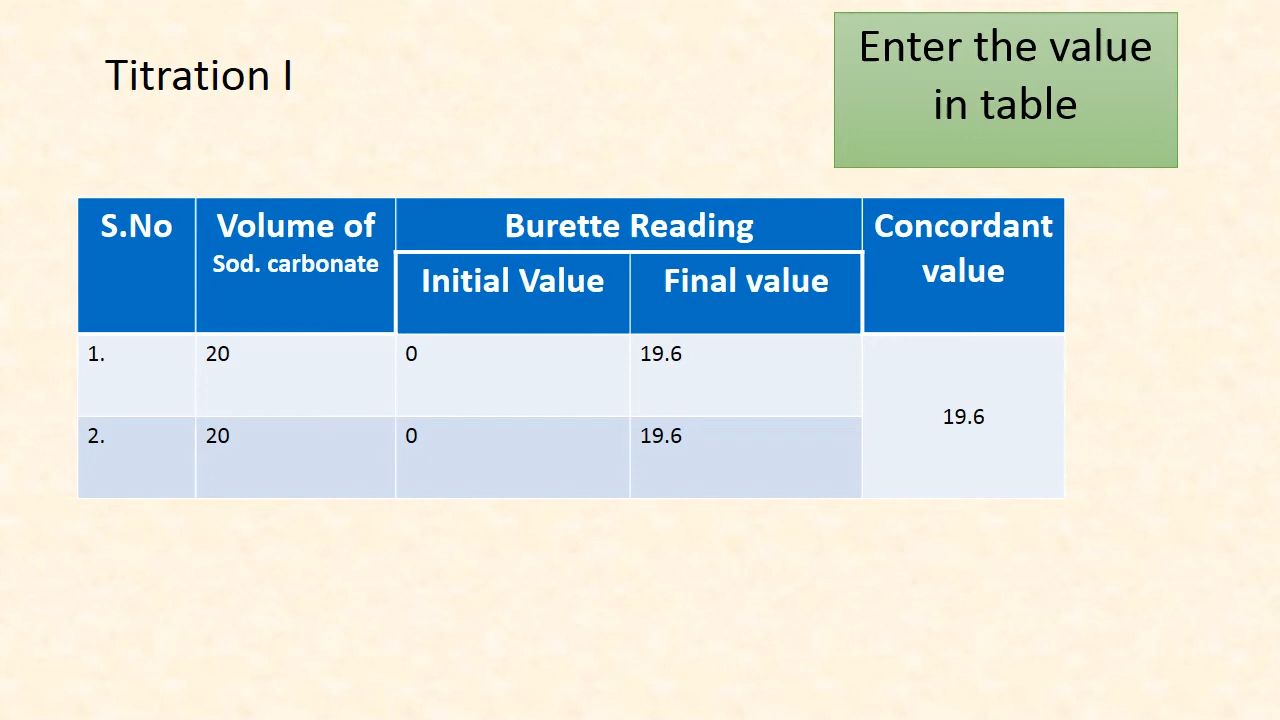 Titration I
Enter the value
in table
S.No
Volume of
Sod. carbonate
Burette Reading
Concordant
value
Initial Value
Final value
1.
20
0
19.6
19.6
2.
20
0
19.6